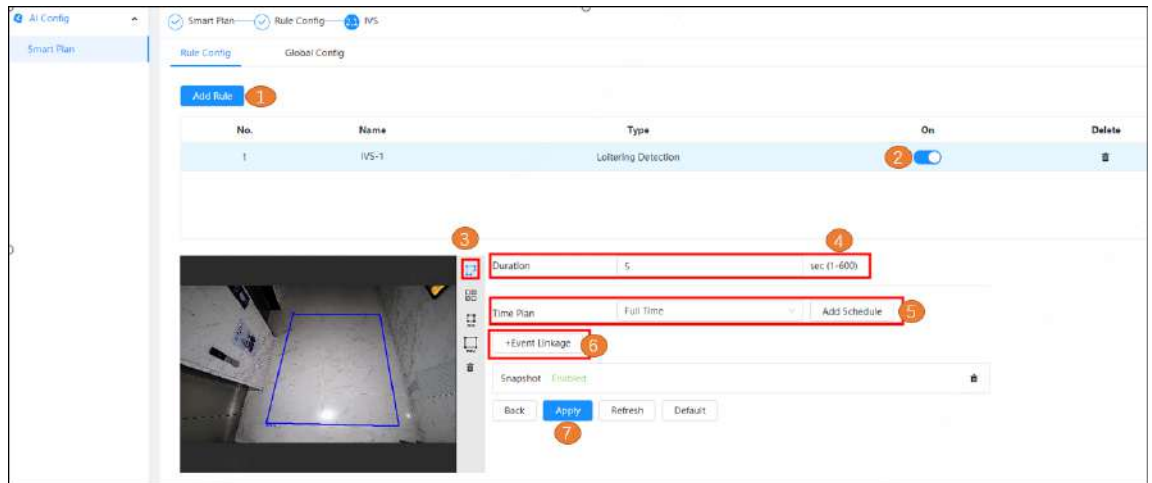 AI Config
Smart Plan
Smart Plan Rule Config 2.1 IVS
Rule Config Global Config
Add Rule 1
No. Name Type On Delete
1 IVS-1 Loitering Detection 2
3
4
Duration 5 sec (1-600)
Time Plan Full Time Add Schedule 5
+Event Linkage 6
Snapshot Enabled
Back Apply Refresh Default
7